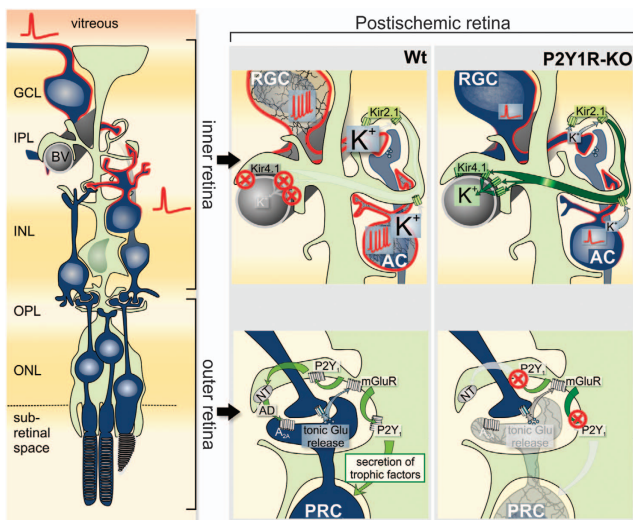 vitreous
GCL
IPL
BV
INL
OPL
ONL
sub-
retinal
space
inner retina
outer retina
Postischemic retina
Wt
P2Y1R-KO
RGC
Kir2.1
K+
Kir4.1
K+
K+
AC
RGC
Kir2.1
K+
Kir4.1
K+
K+
AC
P2Y1
mGluR
NT
AD
A2A
P2Y1
tonic Glu
release
secretion of
trophic factors
PRC
P2Y1
mGluR
NT
P2Y1
tonic Glu
release
PRC